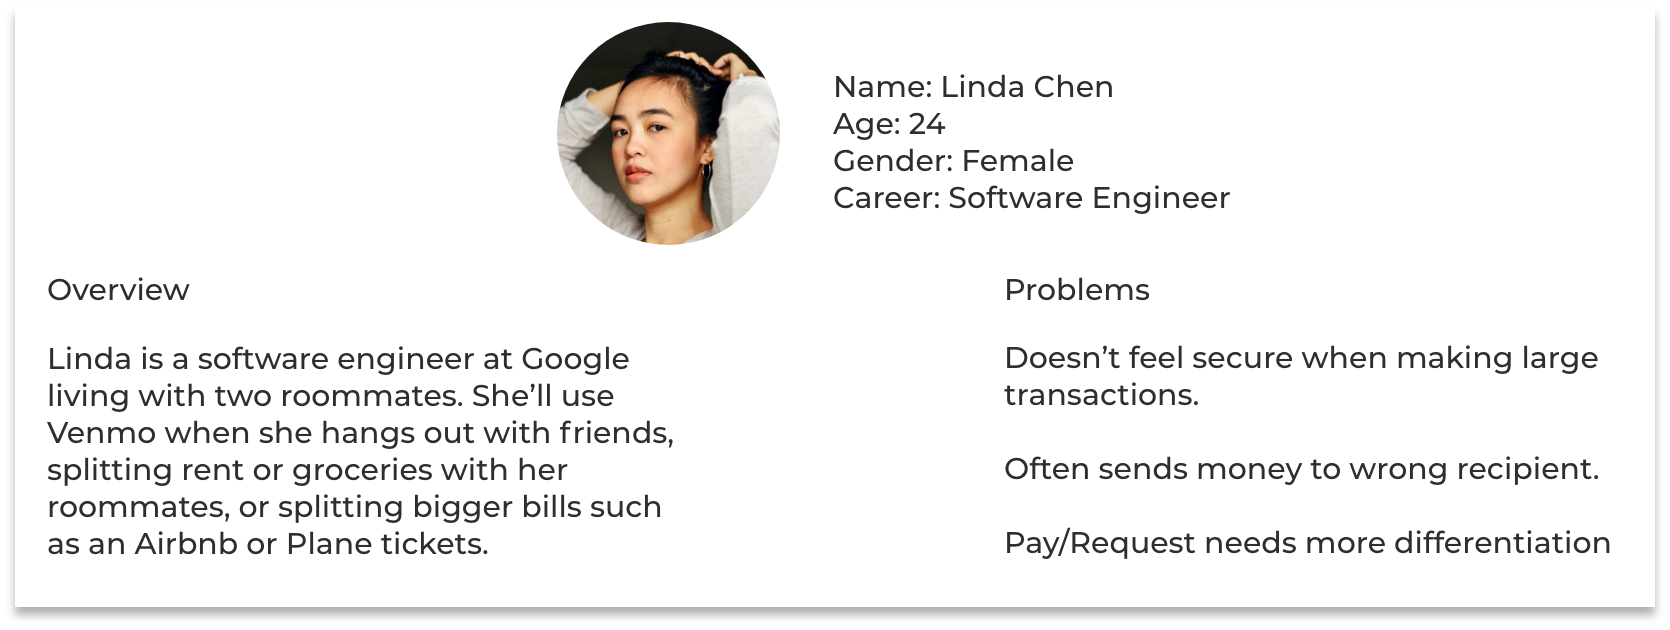 Name: Linda Chen
Age: 24
Gender: Female
Career: Software Engineer
Overview
Linda is a software engineer at Google
living with two roommates. She’ll use
Venmo when she hangs out with friends,
splitting rent or groceries with her
roommates, or splitting bigger bills such
as an Airbnb or Plane tickets.
Problems
Doesn’t feel secure when making large
transactions.
Often sends money to wrong recipient.
Pay/Request needs more differentiation